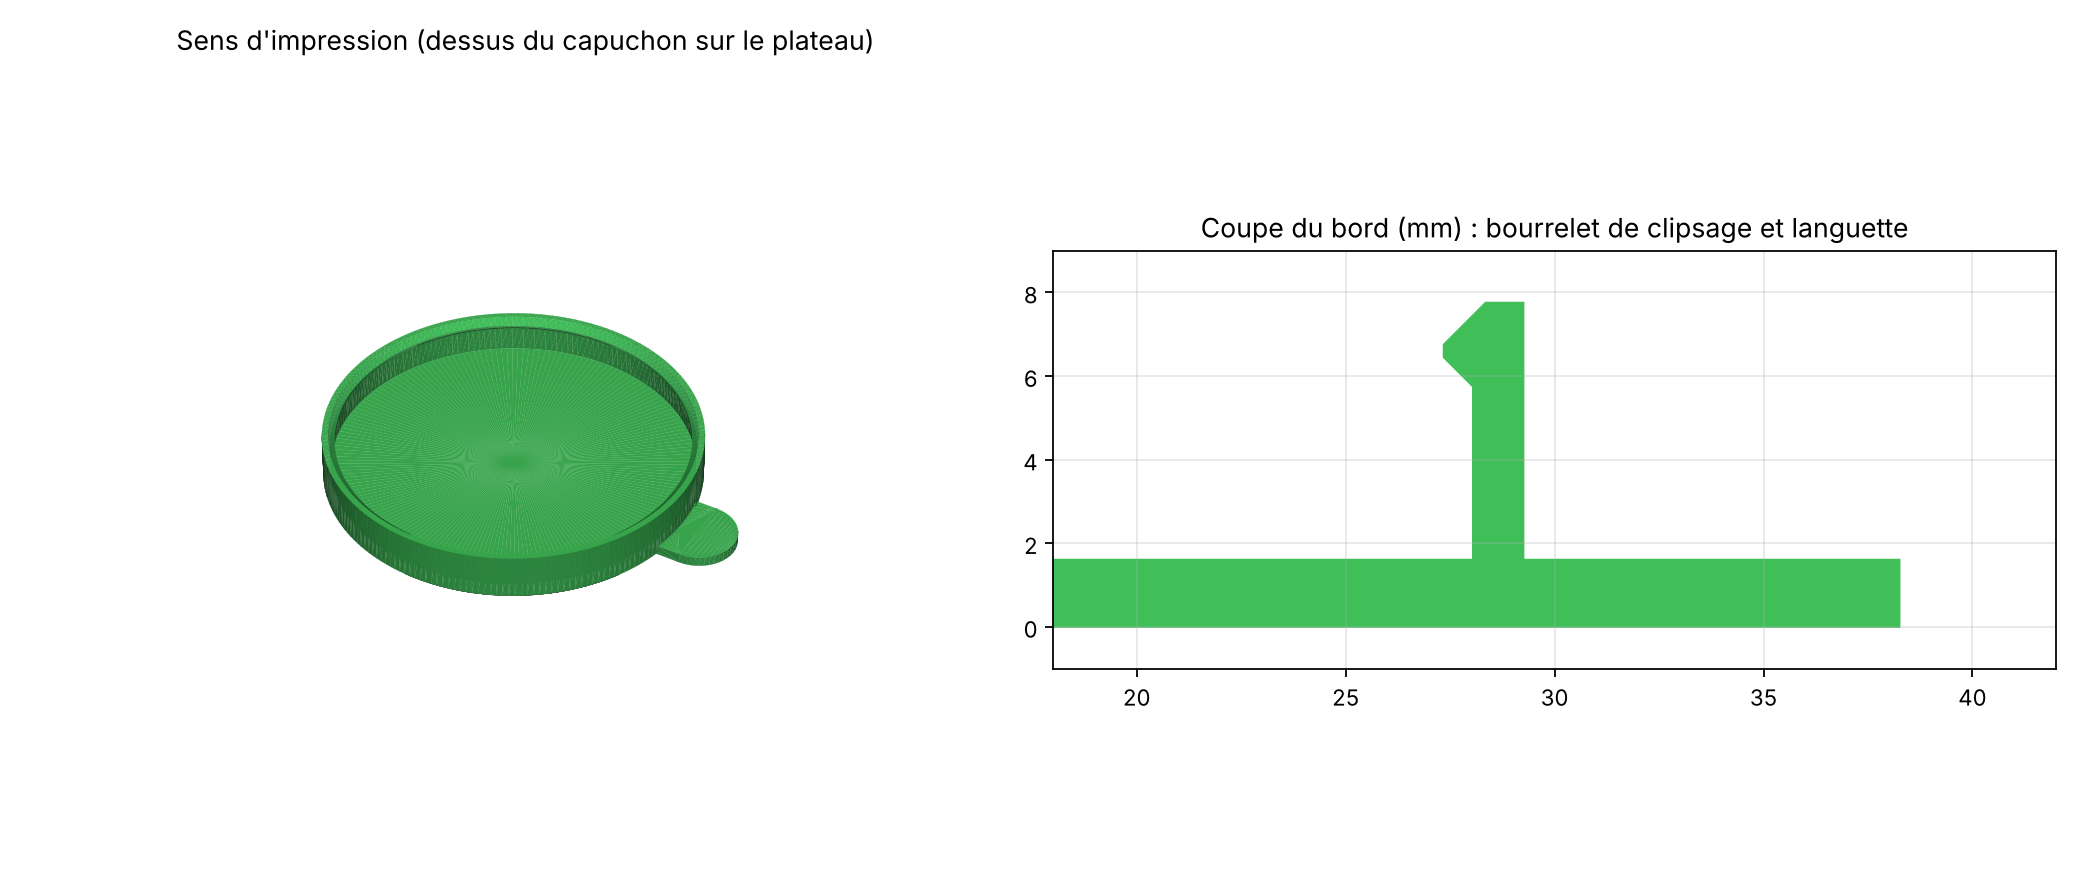 Sens d'impression (dessus du capuchon sur le plateau)
Coupe du bord (mm) : bourrelet de clipsage et languette
8
6
4
2
0
20 25 30 35 40